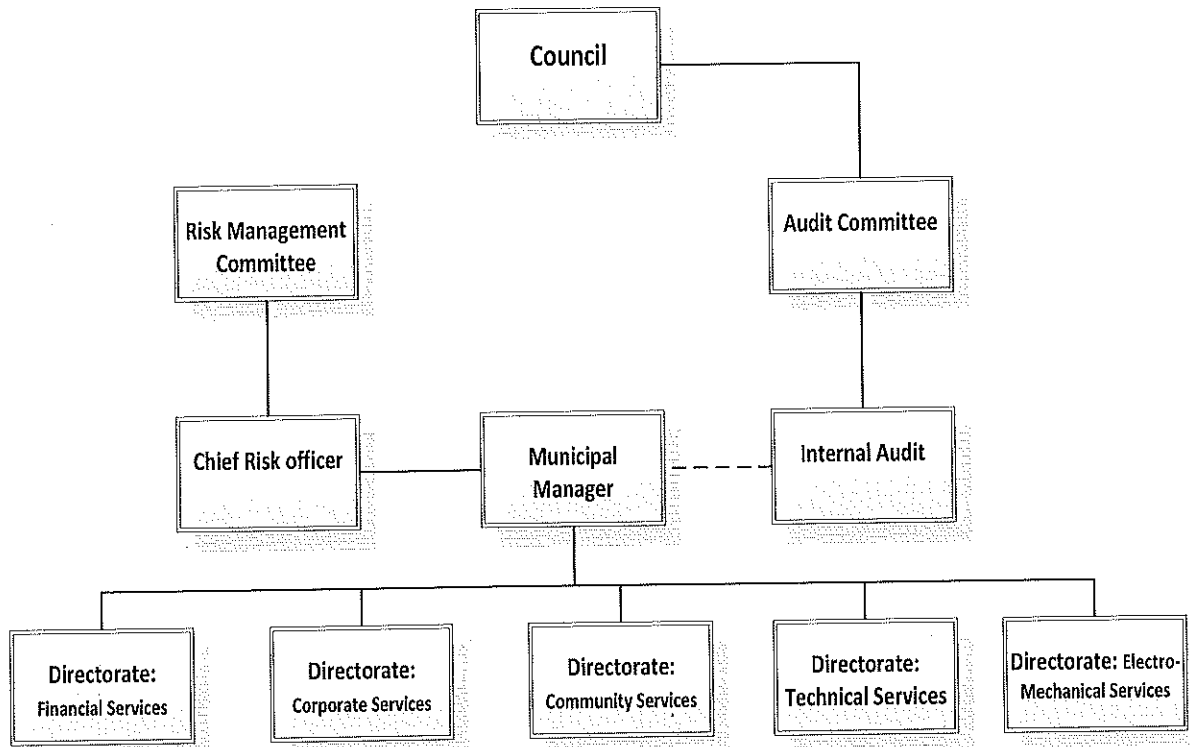 Council
Risk Management
Committee
Audit Committee
Chief Risk officer
Municipal
Manager
Internal Audit
Directorate:
Financial Services
Directorate:
Corporate Services
Directorate:
Community Services
Directorate:
Technical Services
Directorate: Electro-
Mechanical Services